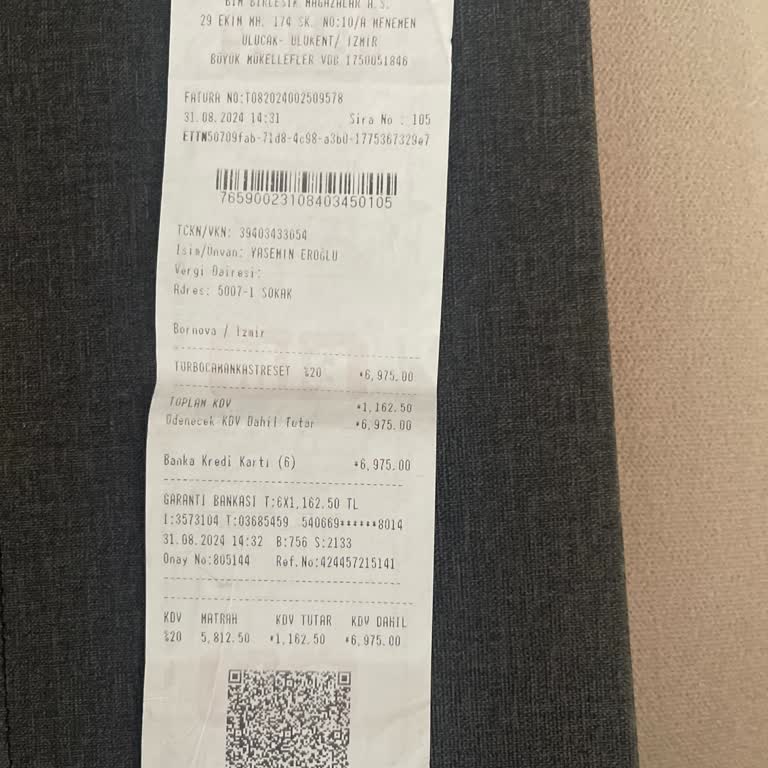 BİM BİRLEŞİK MAĞAZALAR A.Ş.
29 EKİM MH. 174 SK. NO:10/A MENEMEN
ULUCAK- ULUKENT/ İZMİR
BÜYÜK MÜKELLEFLER VDB 1750051846
FATURA NO:T082024002509578
31.08.2024 14:31 Sıra No : 105
ETTN50709fab-71d8-4c98-a3b0-1775367329e7
76590023108403450105
TCKN/VKN: 39403433054
İsim/Unvan: YASEMIN EROĞLU
Vergi Dairesi:
Adres: 5007-1 SOKAK
Bornova / İzmir
TURBOCAMANKASTRESET %20 *6,975.00
TOPLAM KDV *1,162.50
Ödenecek KDV Dahil Tutar *6,975.00
Banka Kredi Kartı (6) *6,975.00
GARANTİ BANKASI T:6X1,162.50 TL
I:3573104 T:03685459 540669******8014
31.08.2024 14:32 B:756 S:2133
Onay No:805144 Ref.No:424457215141
KDV MATRAH KDV TUTAR KDV DAHİL
%20 5,812.50 *1,162.50 *6,975.00